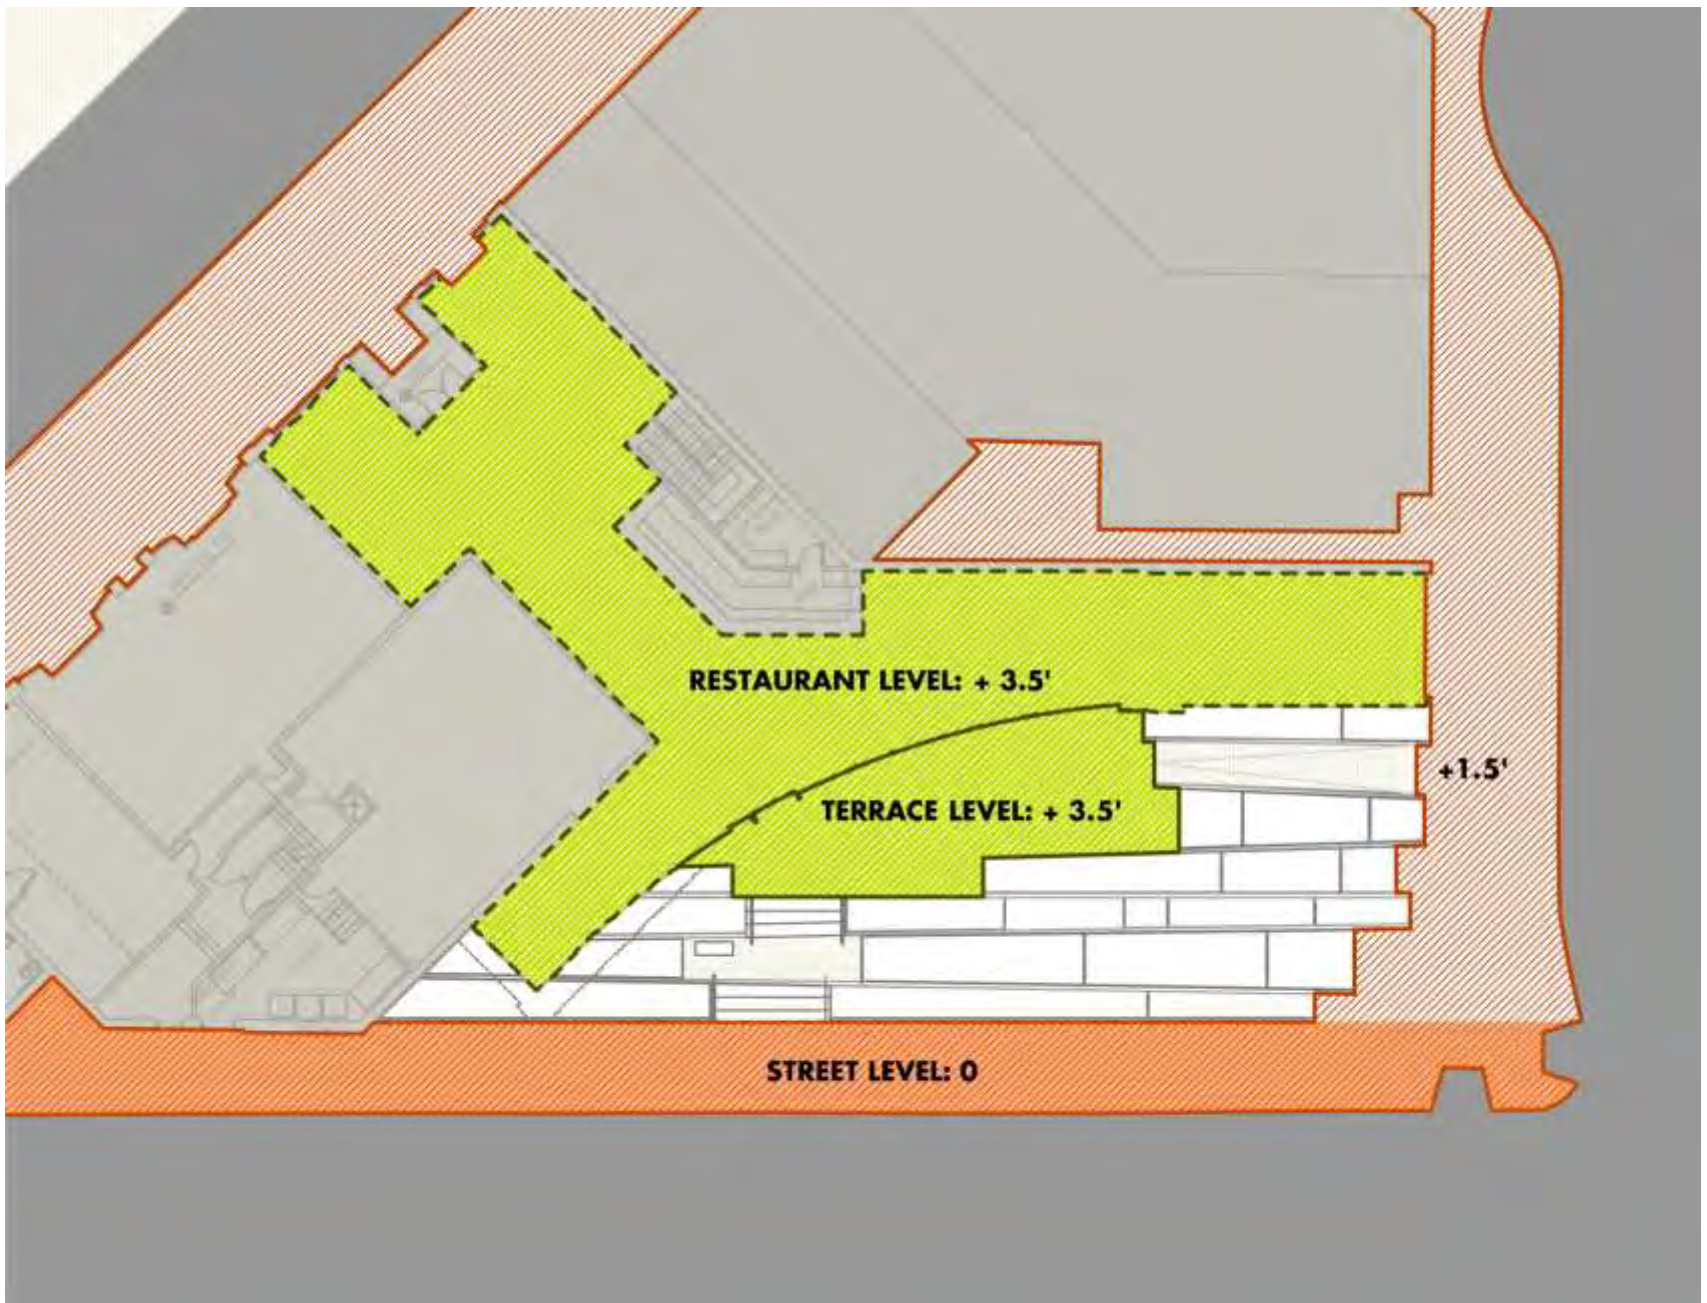 RESTAURANT LEVEL: + 3.5'
+1.5'
TERRACE LEVEL: + 3.5'
STREET LEVEL: 0